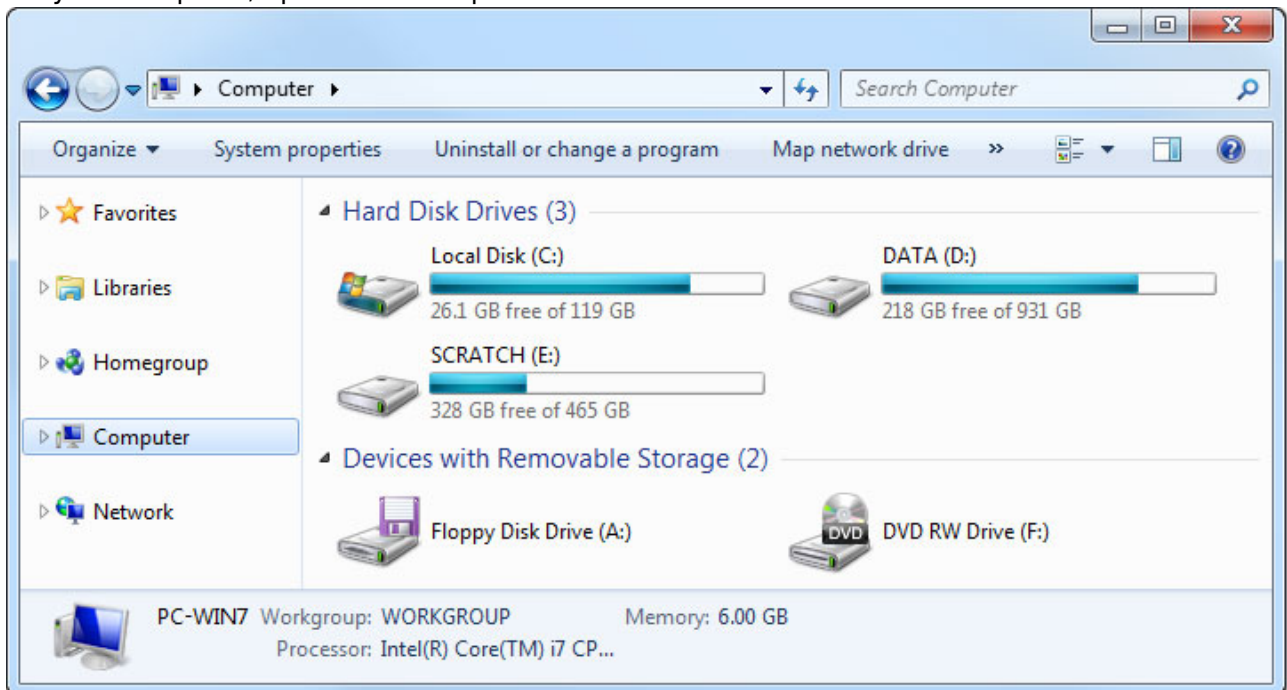 Computer
Search Computer
Organize System properties Uninstall or change a program Map network drive »
Favorites
Libraries
Homegroup
Computer
Network
Hard Disk Drives (3)
Local Disk (C:)
26.1 GB free of 119 GB
DATA (D:)
218 GB free of 931 GB
SCRATCH (E:)
328 GB free of 465 GB
Devices with Removable Storage (2)
Floppy Disk Drive (A:)
DVD
DVD RW Drive (F:)
PC-WIN7 Workgroup: WORKGROUP Memory: 6.00 GB
Processor: Intel(R) Core(TM) i7 CP...